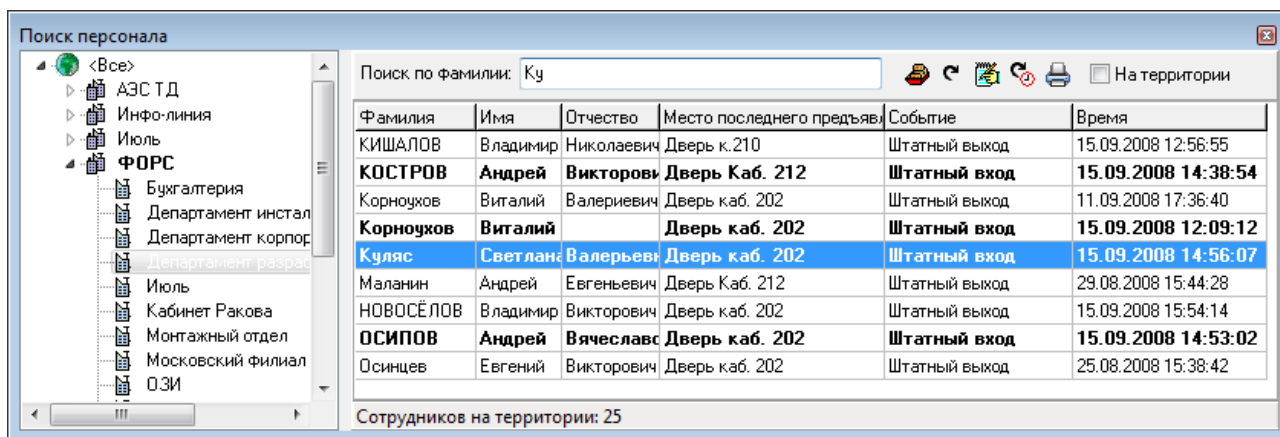 Поиск персонала
<Все>
АЗС ТД
Инфо-линия
Июль
ФОРС
Бухгалтерия
Департамент инстал
Департамент корпор
Департамент разраб
Июль
Кабинет Ракова
Монтажный отдел
Московский филиал
ОЗИ
Поиск по фамилии: Ку
На территории
Фамилия Имя Отчество Место последнего предъявл Событие Время
КИШАЛОВ Владимир Николаевич Дверь к.210 Штатный выход 15.09.2008 12:56:55
КОСТРОВ Андрей Викторови Дверь Каб. 212 Штатный вход 15.09.2008 14:38:54
Корноухов Виталий Валериевич Дверь каб. 202 Штатный выход 11.09.2008 17:36:40
Корноухов Виталий Дверь каб. 202 Штатный вход 15.09.2008 12:09:12
Куляс Светлана Валерьевн Дверь каб. 202 Штатный вход 15.09.2008 14:56:07
Маланин Андрей Евгеньевич Дверь Каб. 212 Штатный выход 29.08.2008 15:44:28
НОВОСЁЛОВ Владимир Викторович Дверь каб. 202 Штатный выход 15.09.2008 15:54:14
ОСИПОВ Андрей Вячеславо Дверь каб. 202 Штатный вход 15.09.2008 14:53:02
Осинцев Евгений Викторович Дверь каб. 202 Штатный выход 25.08.2008 15:38:42
Сотрудников на территории: 25